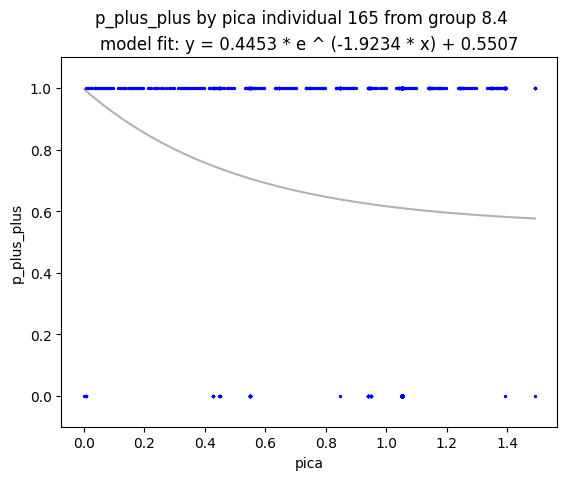 p_plus_plus by pica individual 165 from group 8.4
model fit: y = 0.4453 * e ^ (-1.9234 * x) + 0.5507
1.0
0.8
0.6
0.4
0.2
0.0
p_plus_plus
0.0 0.2 0.4 0.6 0.8 1.0 1.2 1.4
pica